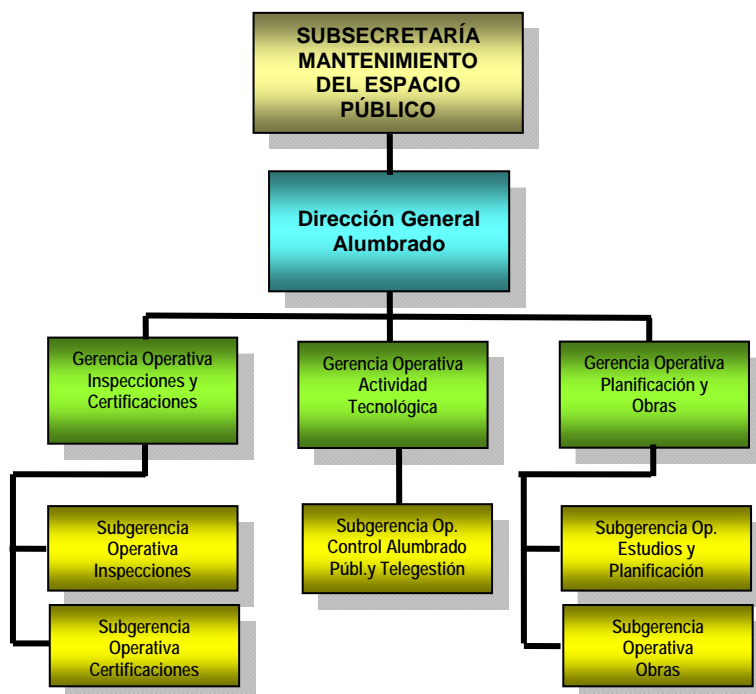 SUBSECRETARÍA
MANTENIMIENTO
DEL ESPACIO
PÚBLICO
Dirección General
Alumbrado
Gerencia Operativa
Inspecciones y
Certificaciones
Gerencia Operativa
Actividad
Tecnológica
Gerencia Operativa
Planificación y
Obras
Subgerencia
Operativa
Inspecciones
Subgerencia Op.
Control Alumbrado
Públ.y Telegestión
Subgerencia Op.
Estudios y
Planificación
Subgerencia
Operativa
Certificaciones
Subgerencia
Operativa
Obras